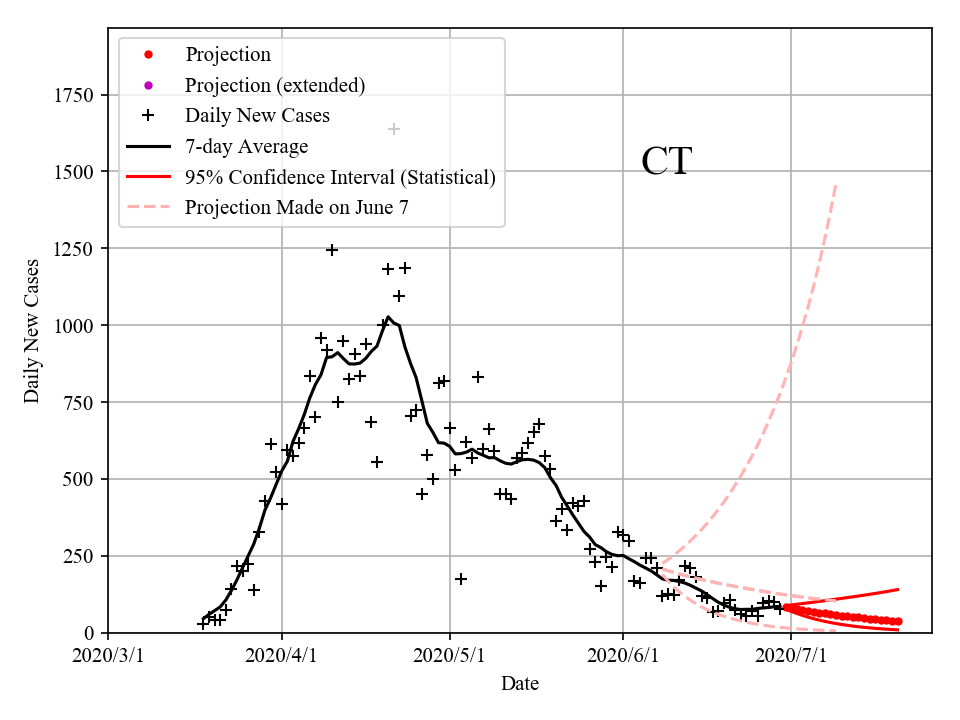 Projection
Projection (extended)
Daily New Cases
7-day Average
95% Confidence Interval (Statistical)
Projection Made on June 7
CT
1750
1500
1250
1000
750
500
250
0
Daily New Cases
2020/3/1
2020/4/1
2020/5/1
2020/6/1
2020/7/1
Date